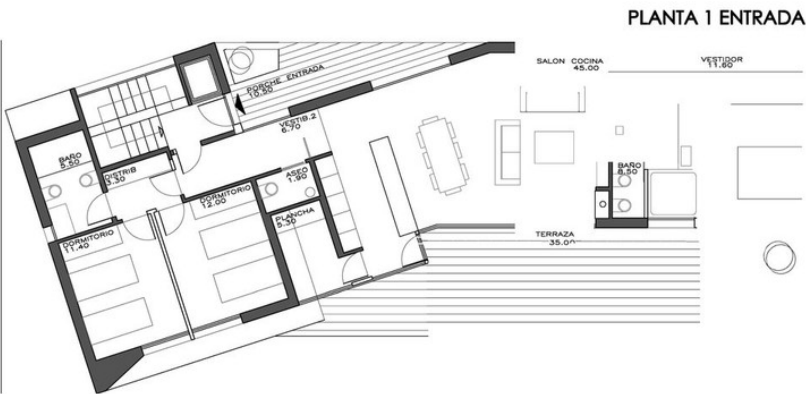 PLANTA 1 ENTRADA
SALON COCINA
45.00
VESTIDOR
11.60
PORCHE ENTRADA
10.50
VESTIB.2
6.70
BAÑO
5.50
DISTRIB
3.30
ASEO
1.90
BAÑO
8.50
DORMITORIO
12.00
PLANCHA
5.30
DORMITORIO
11.40
TERRAZA
35.00